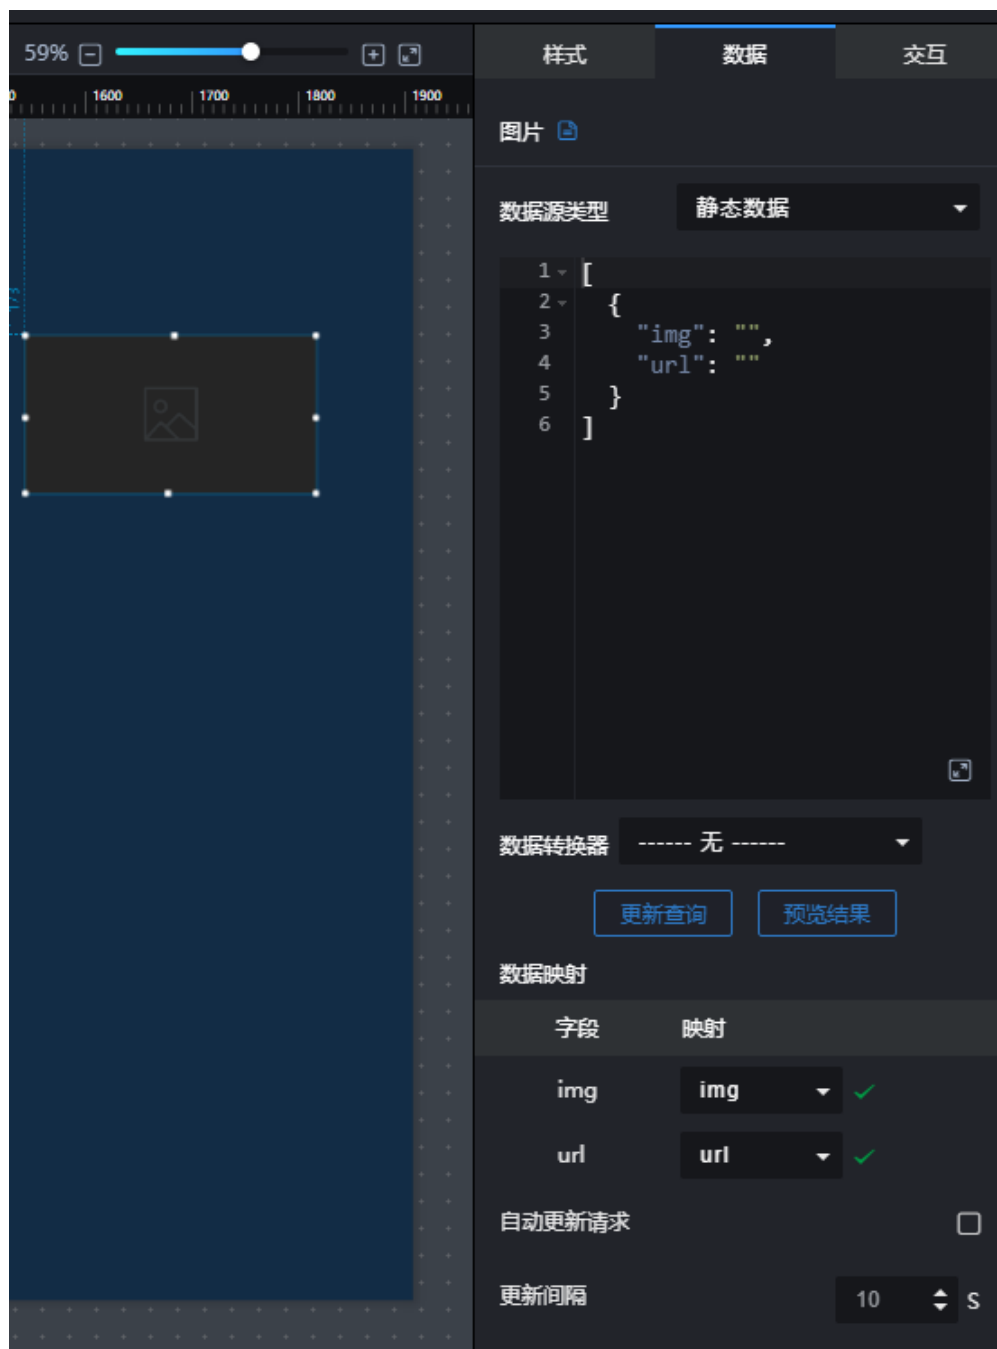 59%
样式 数据 交互
0 1600 1700 1800 1900
图片
数据源类型 静态数据
1 [
2 {
3 "img": "",
4 "url": ""
5 }
6 ]
数据转换器 ------ 无 ------
更新查询 预览结果
数据映射
字段 映射
img img
url url
自动更新请求
更新间隔 10 S